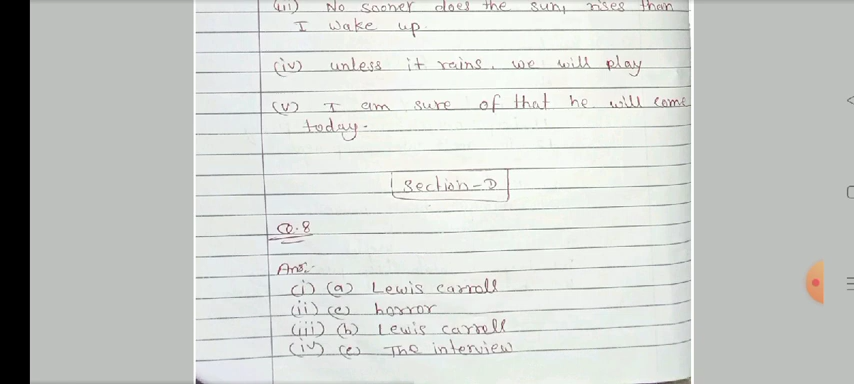 (iii) No sooner does the sun, rises than
I wake up.
(iv) unless it rains. we will play
(v) I am sure of that he will come
today.
Section-D
Q.8
Ans:-
(i) (a) Lewis carroll
(ii) (c) horror
(iii) (b) Lewis carroll
(iv) (c) The interview